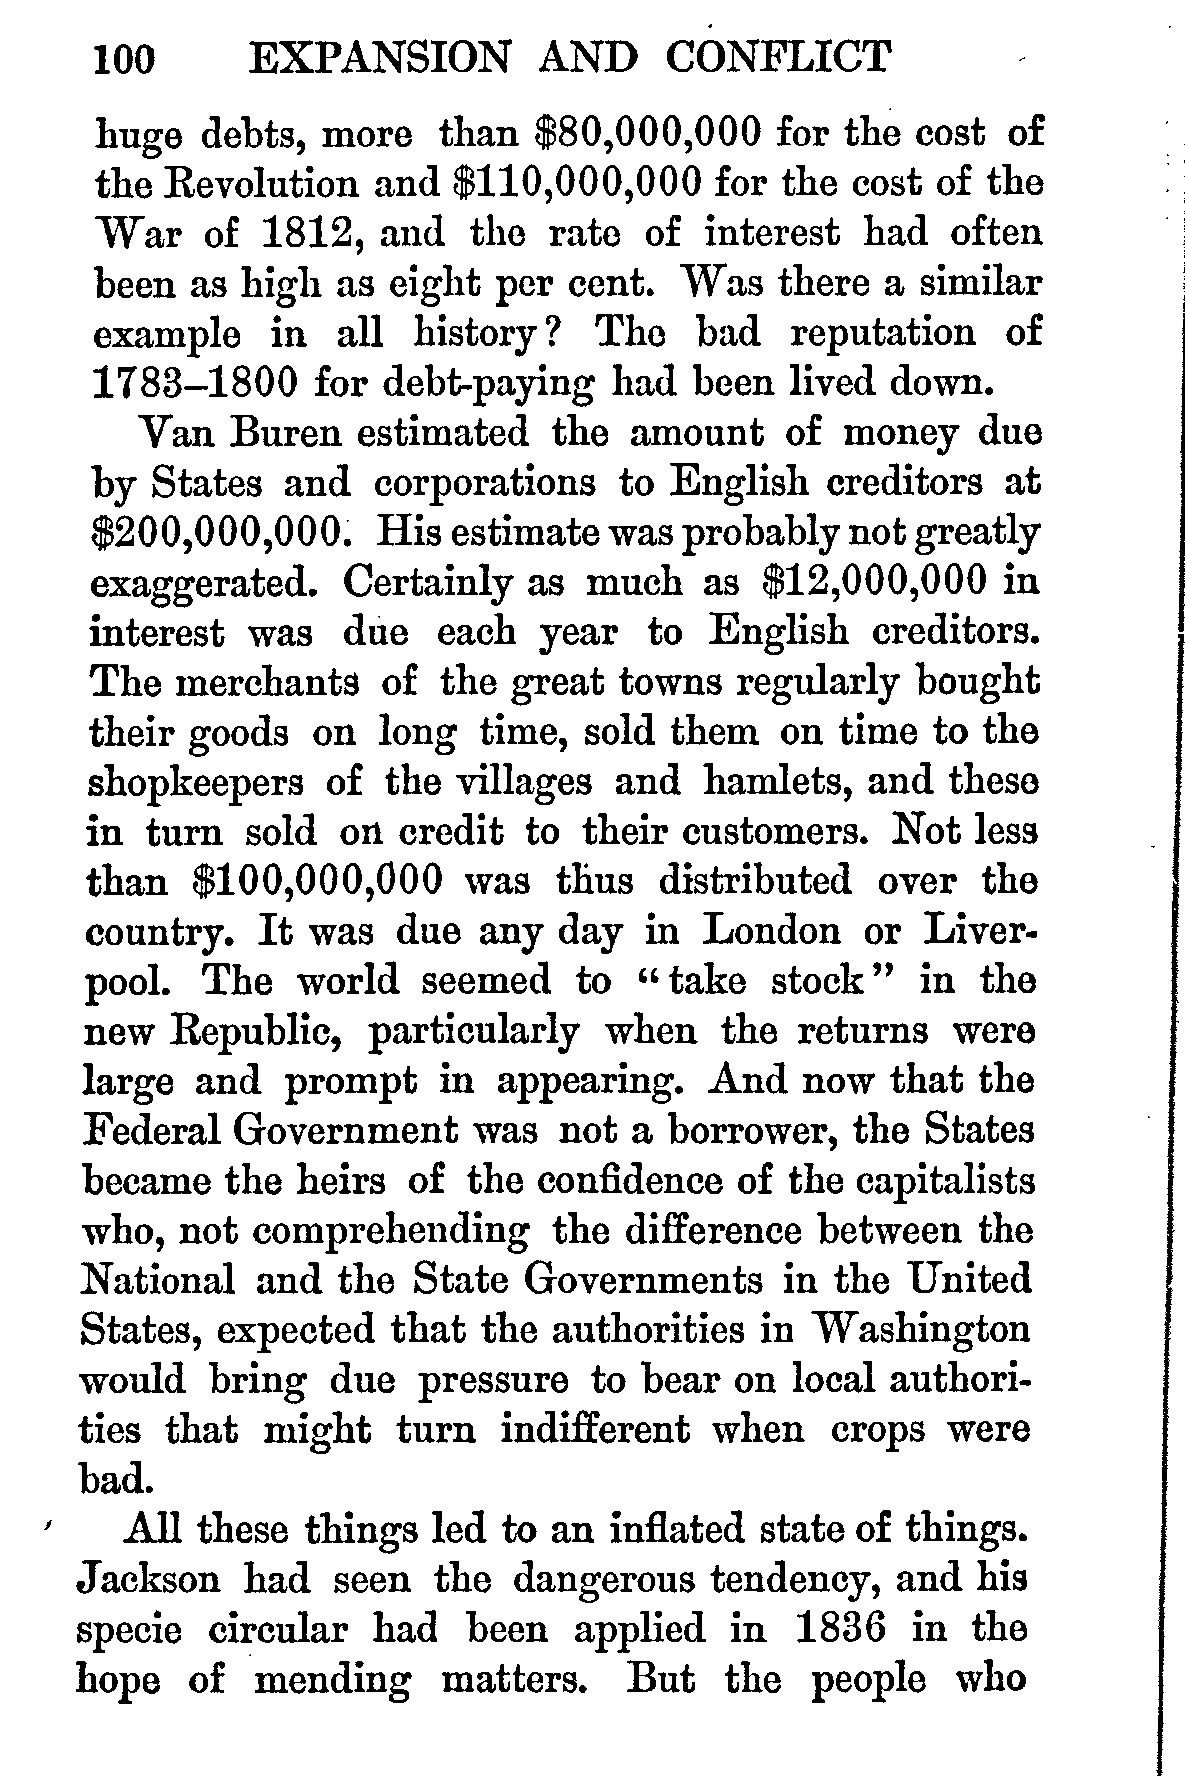 100 EXPANSION AND CONFLICT
huge debts, more than $80,000,000 for the cost of
the Revolution and $110,000,000 for the cost of the
War of 1812, and the rate of interest had often
been as high as eight per cent. Was there a similar
example in all history? The bad reputation of
1783–1800 for debt-paying had been lived down.
Van Buren estimated the amount of money due
by States and corporations to English creditors at
$200,000,000. His estimate was probably not greatly
exaggerated. Certainly as much as $12,000,000 in
interest was due each year to English creditors.
The merchants of the great towns regularly bought
their goods on long time, sold them on time to the
shopkeepers of the villages and hamlets, and these
in turn sold on credit to their customers. Not less
than $100,000,000 was thus distributed over the
country. It was due any day in London or Liver-
pool. The world seemed to “take stock” in the
new Republic, particularly when the returns were
large and prompt in appearing. And now that the
Federal Government was not a borrower, the States
became the heirs of the confidence of the capitalists
who, not comprehending the difference between the
National and the State Governments in the United
States, expected that the authorities in Washington
would bring due pressure to bear on local authori-
ties that might turn indifferent when crops were
bad.
All these things led to an inflated state of things.
Jackson had seen the dangerous tendency, and his
specie circular had been applied in 1836 in the
hope of mending matters. But the people who